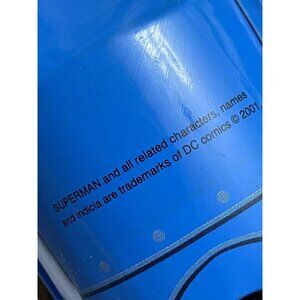 SUPERMAN and all related characters, names
and indicia are trademarks of DC comics © 2001.